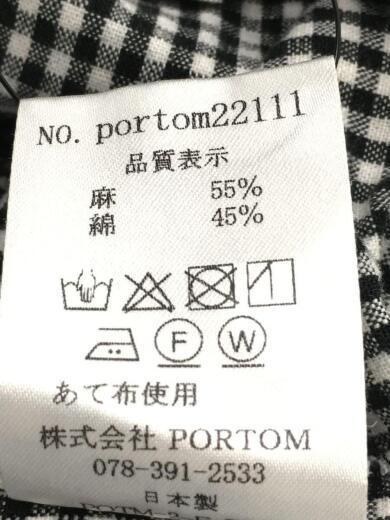 NO. portom22111
品質表示
麻 55%
綿 45%
F W
あて布使用
株式会社 PORTOM
078-391-2533
日本製